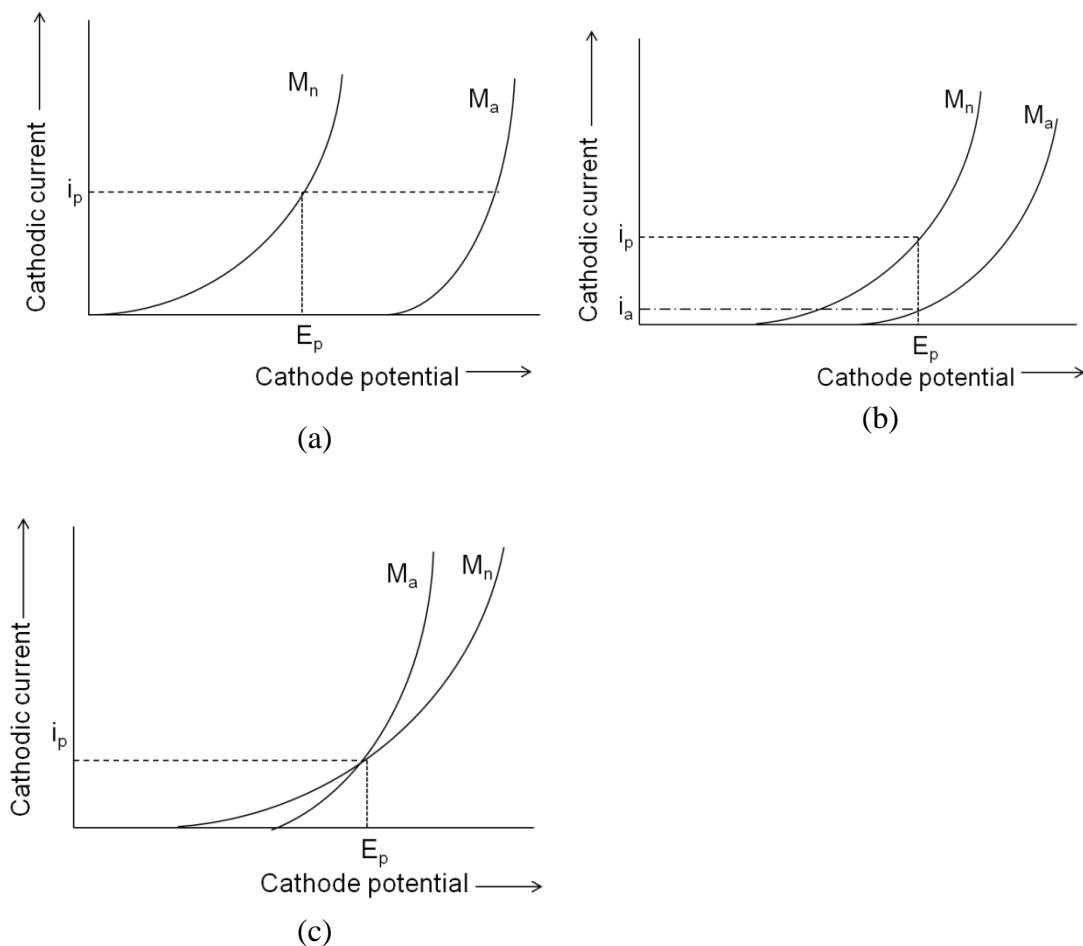 Cathodic current
M_n
M_a
i_p
E_p
Cathode potential
(a)
Cathodic current
M_n
M_a
i_p
i_a
E_p
Cathode potential
(b)
Cathodic current
M_a
M_n
i_p
E_p
Cathode potential
(c)